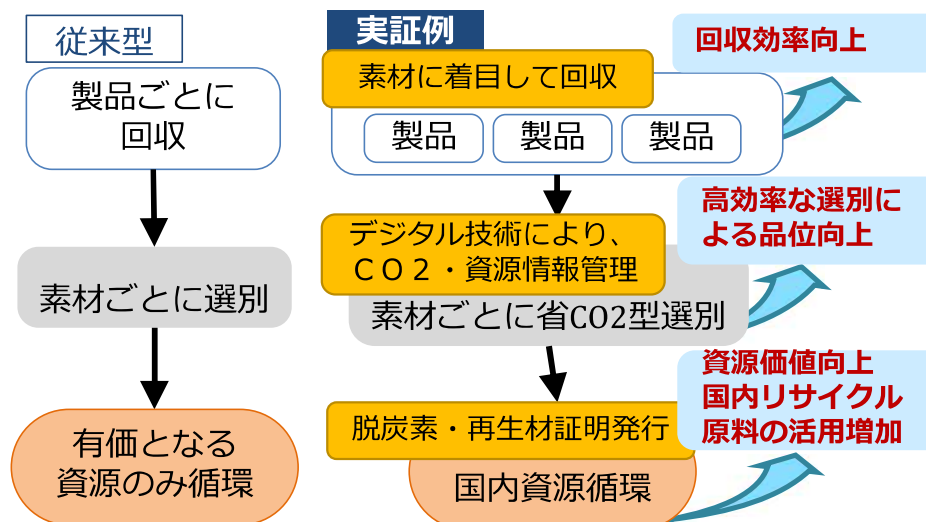 従来型
製品ごとに
回収
素材ごとに選別
有価となる
資源のみ循環
実証例
素材に着目して回収
製品 製品 製品
回収効率向上
デジタル技術により、
ＣＯ２・資源情報管理
素材ごとに省CO2型選別
高効率な選別に
よる品位向上
脱炭素・再生材証明発行
国内資源循環
資源価値向上
国内リサイクル
原料の活用増加